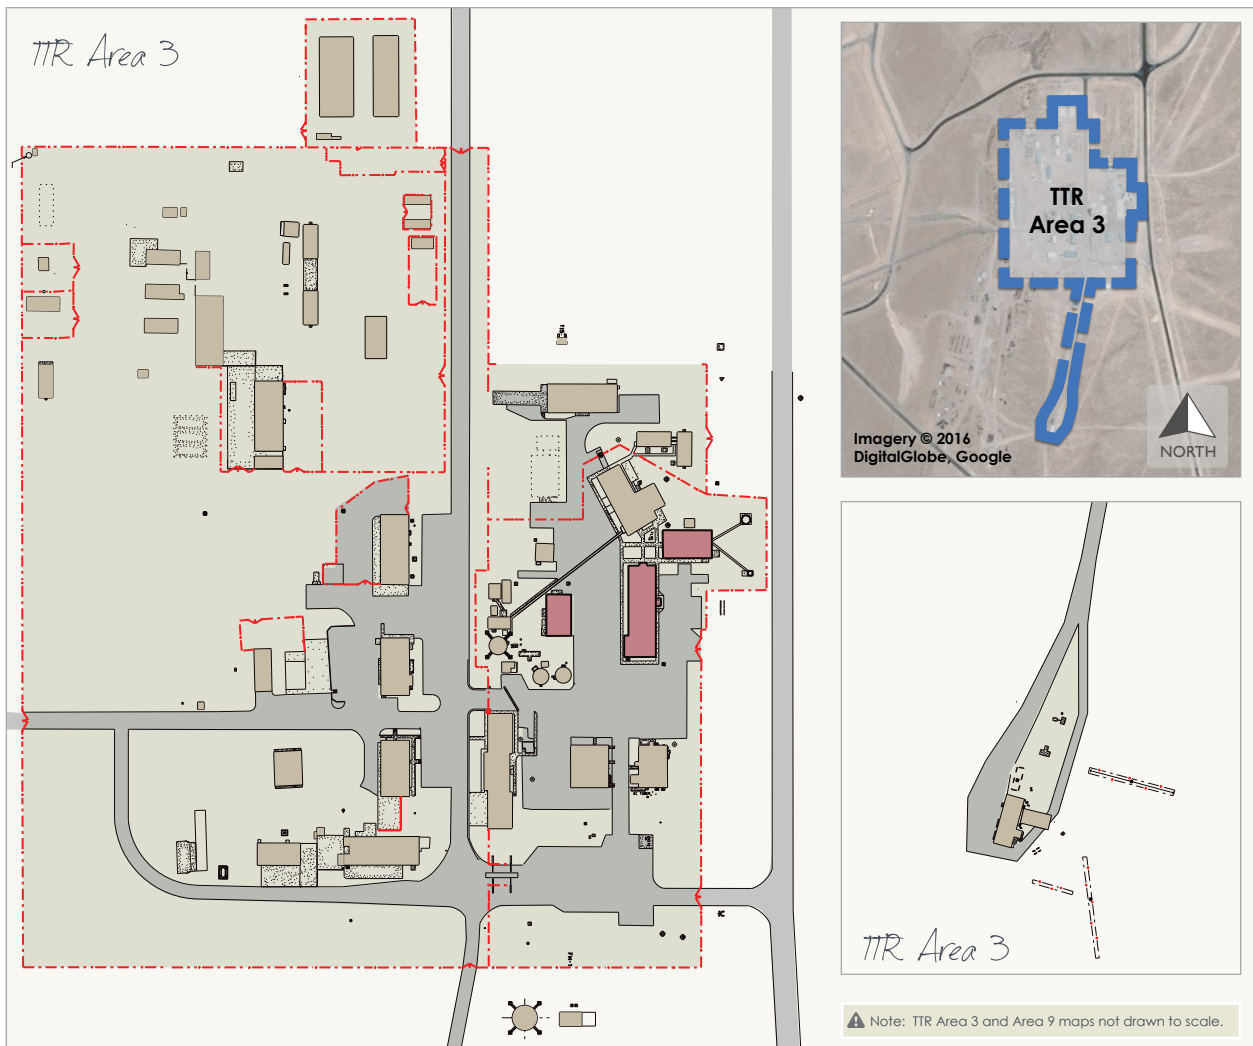 TTR Area 3
TTR
Area 3
Imagery © 2016
DigitalGlobe, Google
NORTH
TTR Area 3
Note: TTR Area 3 and Area 9 maps not drawn to scale.